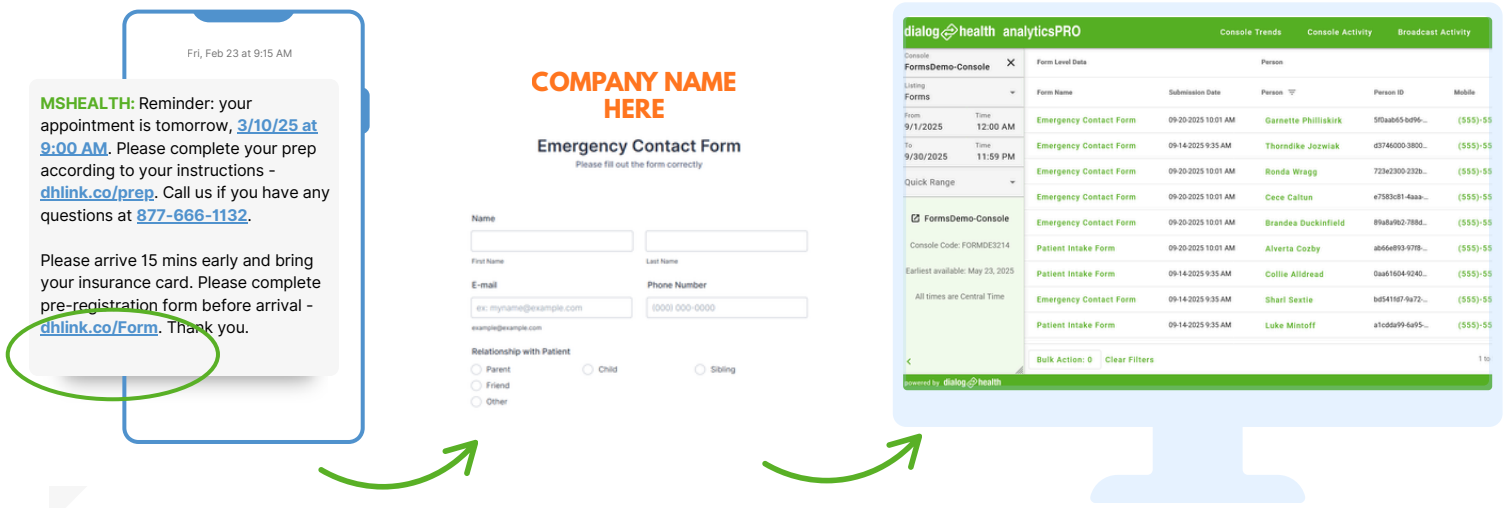 Fri, Feb 23 at 9:15 AM
MSHEALTH: Reminder: your
appointment is tomorrow, 3/10/25 at
9:00 AM. Please complete your prep
according to your instructions -
dhlink.co/prep. Call us if you have any
questions at 877-666-1132.
Please arrive 15 mins early and bring
your insurance card. Please complete
pre-registration form before arrival -
dhlink.co/Form. Thank you.
COMPANY NAME
HERE
Emergency Contact Form
Please fill out the form correctly
Name
First Name Last Name
E-mail Phone Number
ex: myname@example.com (000) 000-0000
example@example.com
Relationship with Patient
Parent Child Sibling
Friend
Other
dialog health analyticsPRO Console Trends Console Activity Broadcast Activity
Console
FormsDemo-Console
Listing
Forms
From Time
9/1/2025 12:00 AM
To Time
9/30/2025 11:59 PM
Quick Range
FormsDemo-Console
Console Code: FORMDE3214
Earliest available: May 23, 2025
All times are Central Time
Form Level Data Person
Form Name Submission Date Person Person ID Mobile
Emergency Contact Form 09-20-2025 10:01 AM Garnette Philliskirk 5f0aab65-bd96-... (555)-55
Emergency Contact Form 09-14-2025 9:35 AM Thorndike Jozwiak d3746000-3800... (555)-55
Emergency Contact Form 09-20-2025 10:01 AM Ronda Wragg 723e2300-232b... (555)-55
Emergency Contact Form 09-20-2025 10:01 AM Cece Caltun e7583c81-4aaa-... (555)-55
Emergency Contact Form 09-20-2025 10:01 AM Brandea Duckinfield 89a8a9b2-788d... (555)-55
Patient Intake Form 09-20-2025 10:01 AM Alverta Cozby ab66e893-97f8-... (555)-55
Patient Intake Form 09-14-2025 9:35 AM Collie Alldread 0aa61604-9240... (555)-55
Emergency Contact Form 09-14-2025 9:35 AM Sharl Sextie bd541fd7-9a72-... (555)-55
Patient Intake Form 09-14-2025 9:35 AM Luke Mintoff a1cdda99-6a95-... (555)-55
Bulk Action: 0 Clear Filters 1 to
powered by dialog health